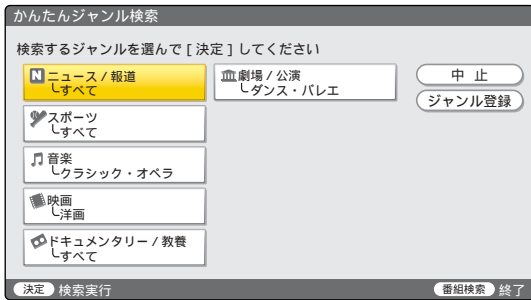 かんたんジャンル検索
検索するジャンルを選んで [ 決定 ] してください
N ニュース / 報道
└すべて
スポーツ
└すべて
音楽
└クラシック・オペラ
映画
└洋画
ドキュメンタリー / 教養
└すべて
劇場 / 公演
└ダンス・バレエ
中 止
ジャンル登録
決定 検索実行
番組検索 終了